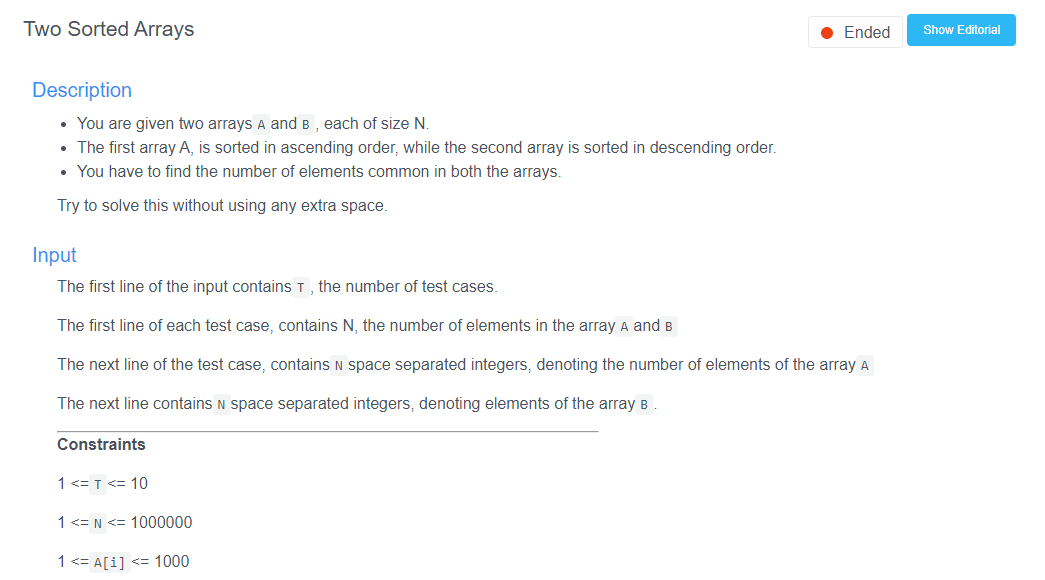 Two Sorted Arrays
Ended
Show Editorial
Description
You are given two arrays A and B , each of size N.
The first array A, is sorted in ascending order, while the second array is sorted in descending order.
You have to find the number of elements common in both the arrays.
Try to solve this without using any extra space.
Input
The first line of the input contains T , the number of test cases.
The first line of each test case, contains N, the number of elements in the array A and B
The next line of the test case, contains N space separated integers, denoting the number of elements of the array A
The next line contains N space separated integers, denoting elements of the array B .
Constraints
1 <= T <= 10
1 <= N <= 1000000
1 <= A[i] <= 1000